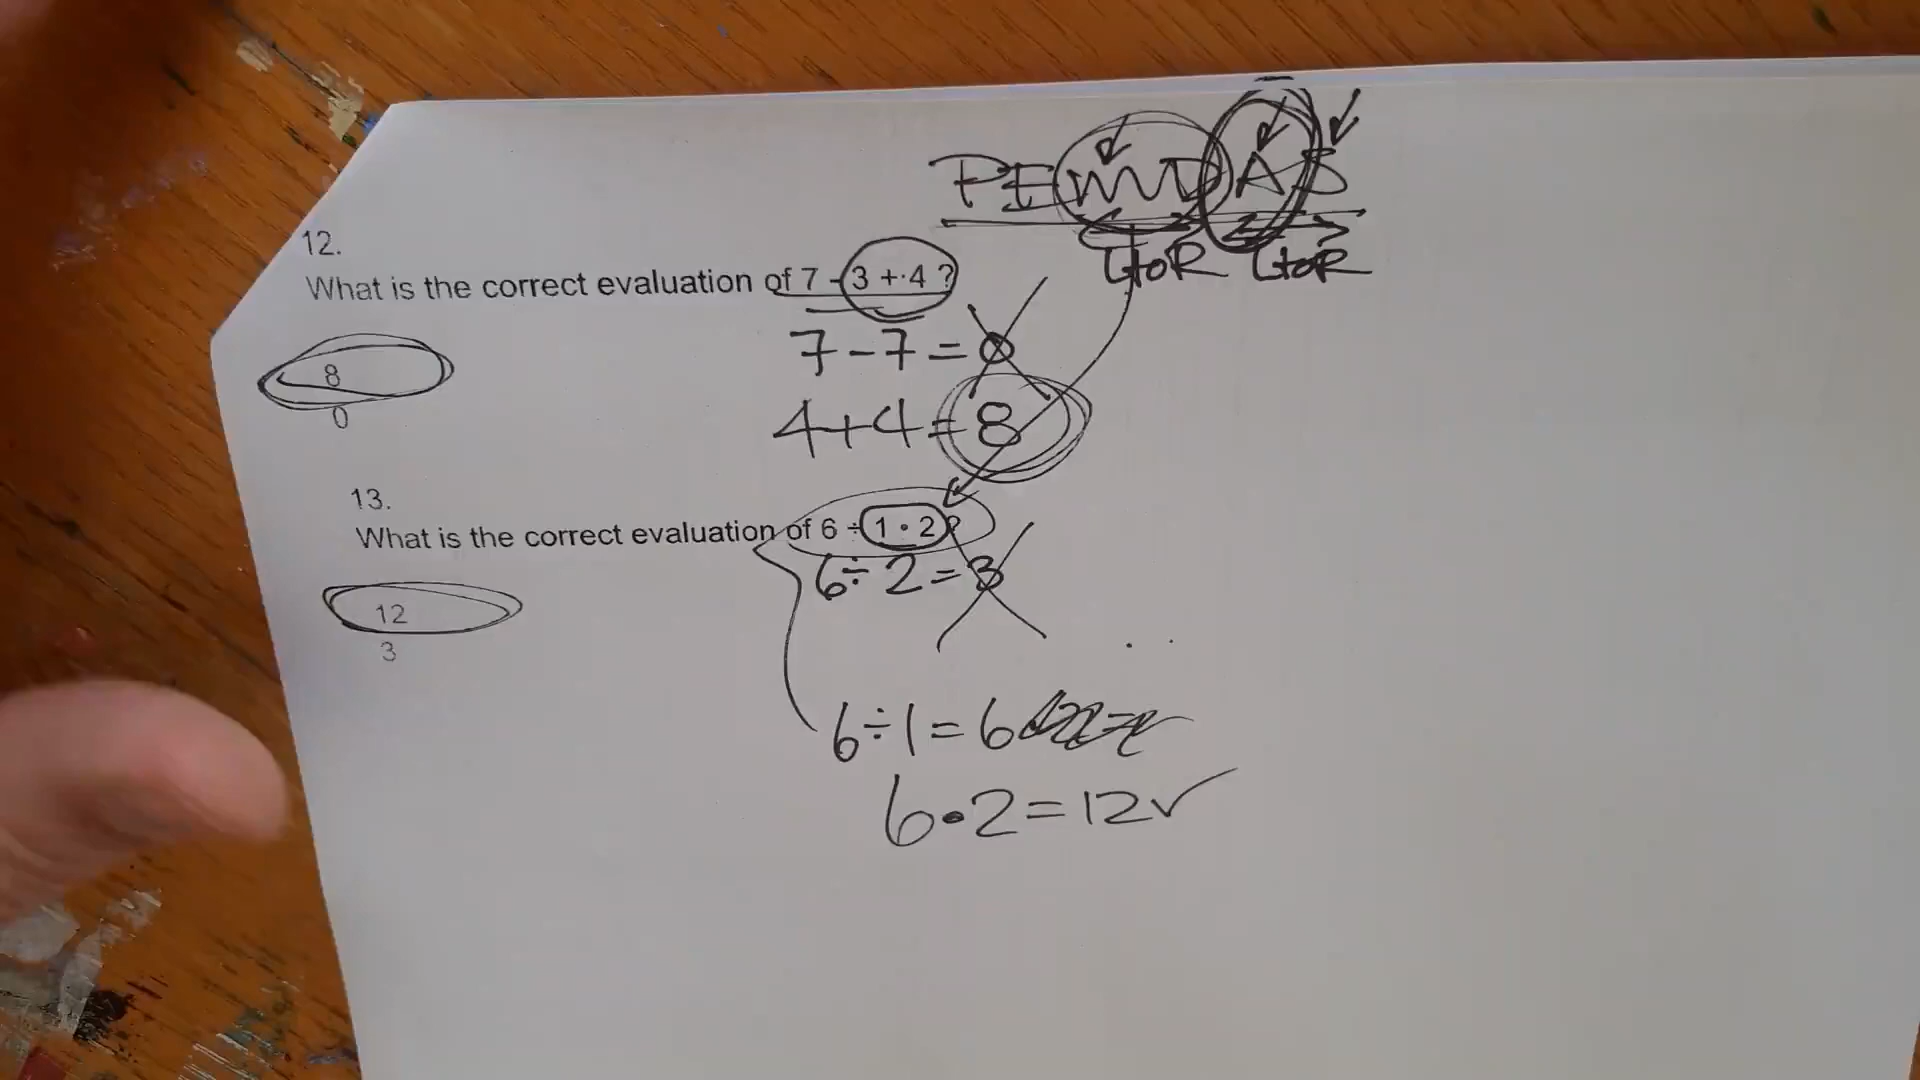 PEMDAS
LtoR LtoR
12.
What is the correct evaluation of 7 - 3 + 4 ?
7-7=0
8
0
4+4=8
13.
What is the correct evaluation of 6 ÷ 1 • 2 ?
6÷2=3
12
3
6÷1=6
6•2=12✓